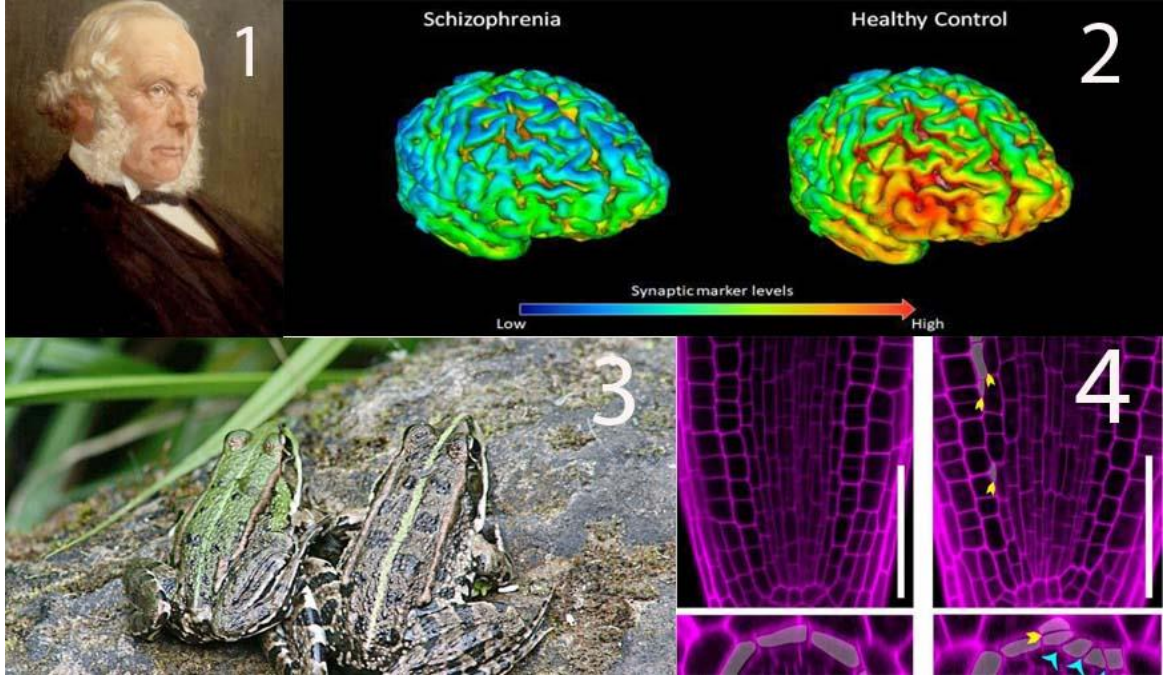 1
Schizophrenia
Healthy Control
2
Synaptic marker levels
Low
High
3
4